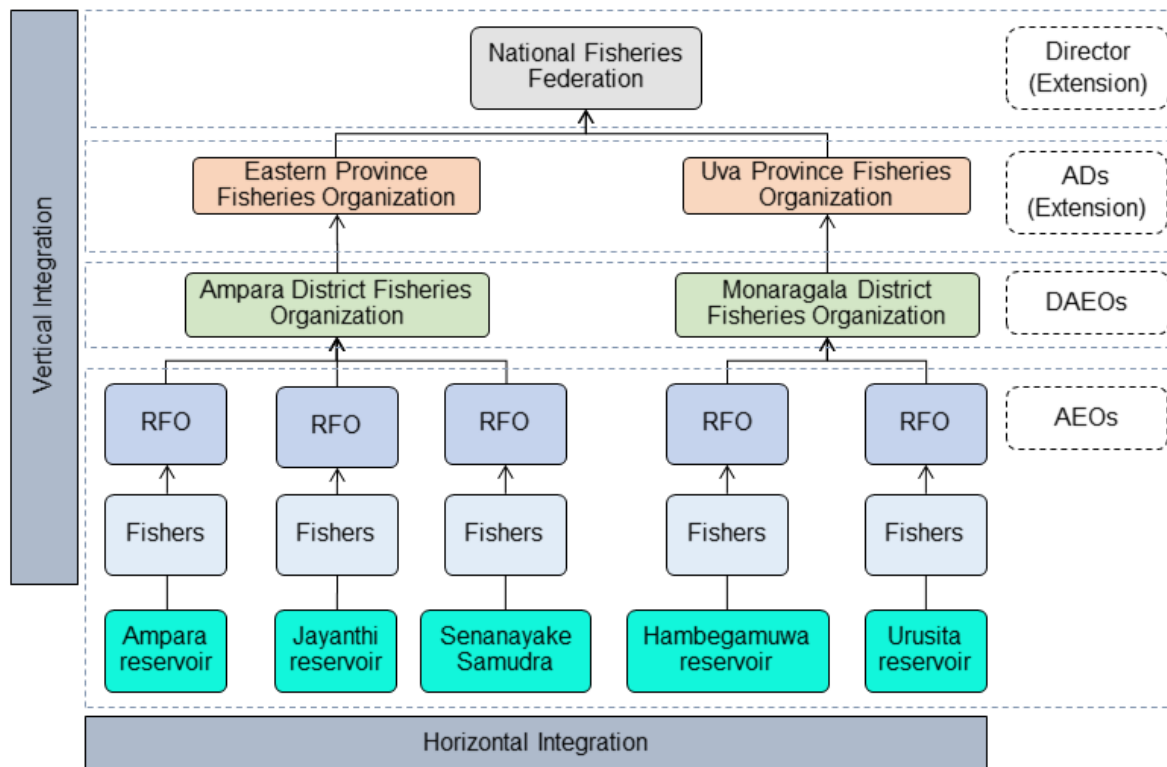 National Fisheries
Federation
Director
(Extension)
Eastern Province
Fisheries Organization
Uva Province Fisheries
Organization
ADs
(Extension)
Vertical Integration
Ampara District Fisheries
Organization
Monaragala District
Fisheries Organization
DAEOs
RFO
RFO
RFO
RFO
RFO
AEOs
Fishers
Fishers
Fishers
Fishers
Fishers
Ampara
reservoir
Jayanthi
reservoir
Senanayake
Samudra
Hambegamuwa
reservoir
Urusita
reservoir
Horizontal Integration